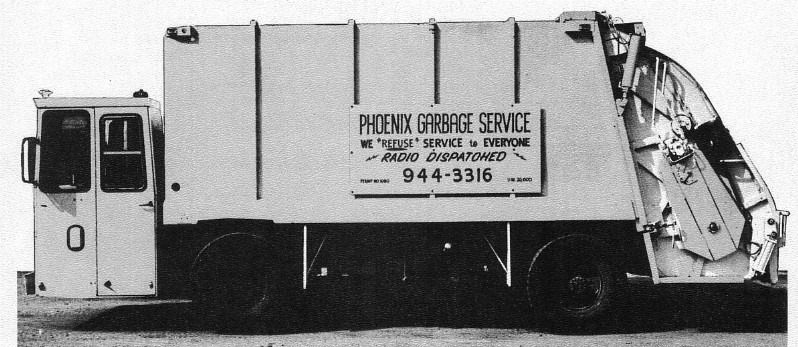 PHOENIX GARBAGE SERVICE
WE "REFUSE" SERVICE to EVERYONE
RADIO DISPATCHED
944-3316